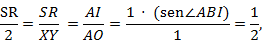 SR/2 = SR/XY = AI/AO = 1 · (sen∠ABI)/1 = 1/2,